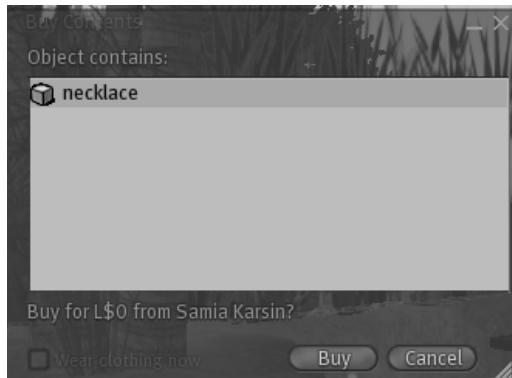 Buy Contents
Object contains:
necklace
Buy for L$0 from Samia Karsin?
Wear clothing now
Buy
Cancel